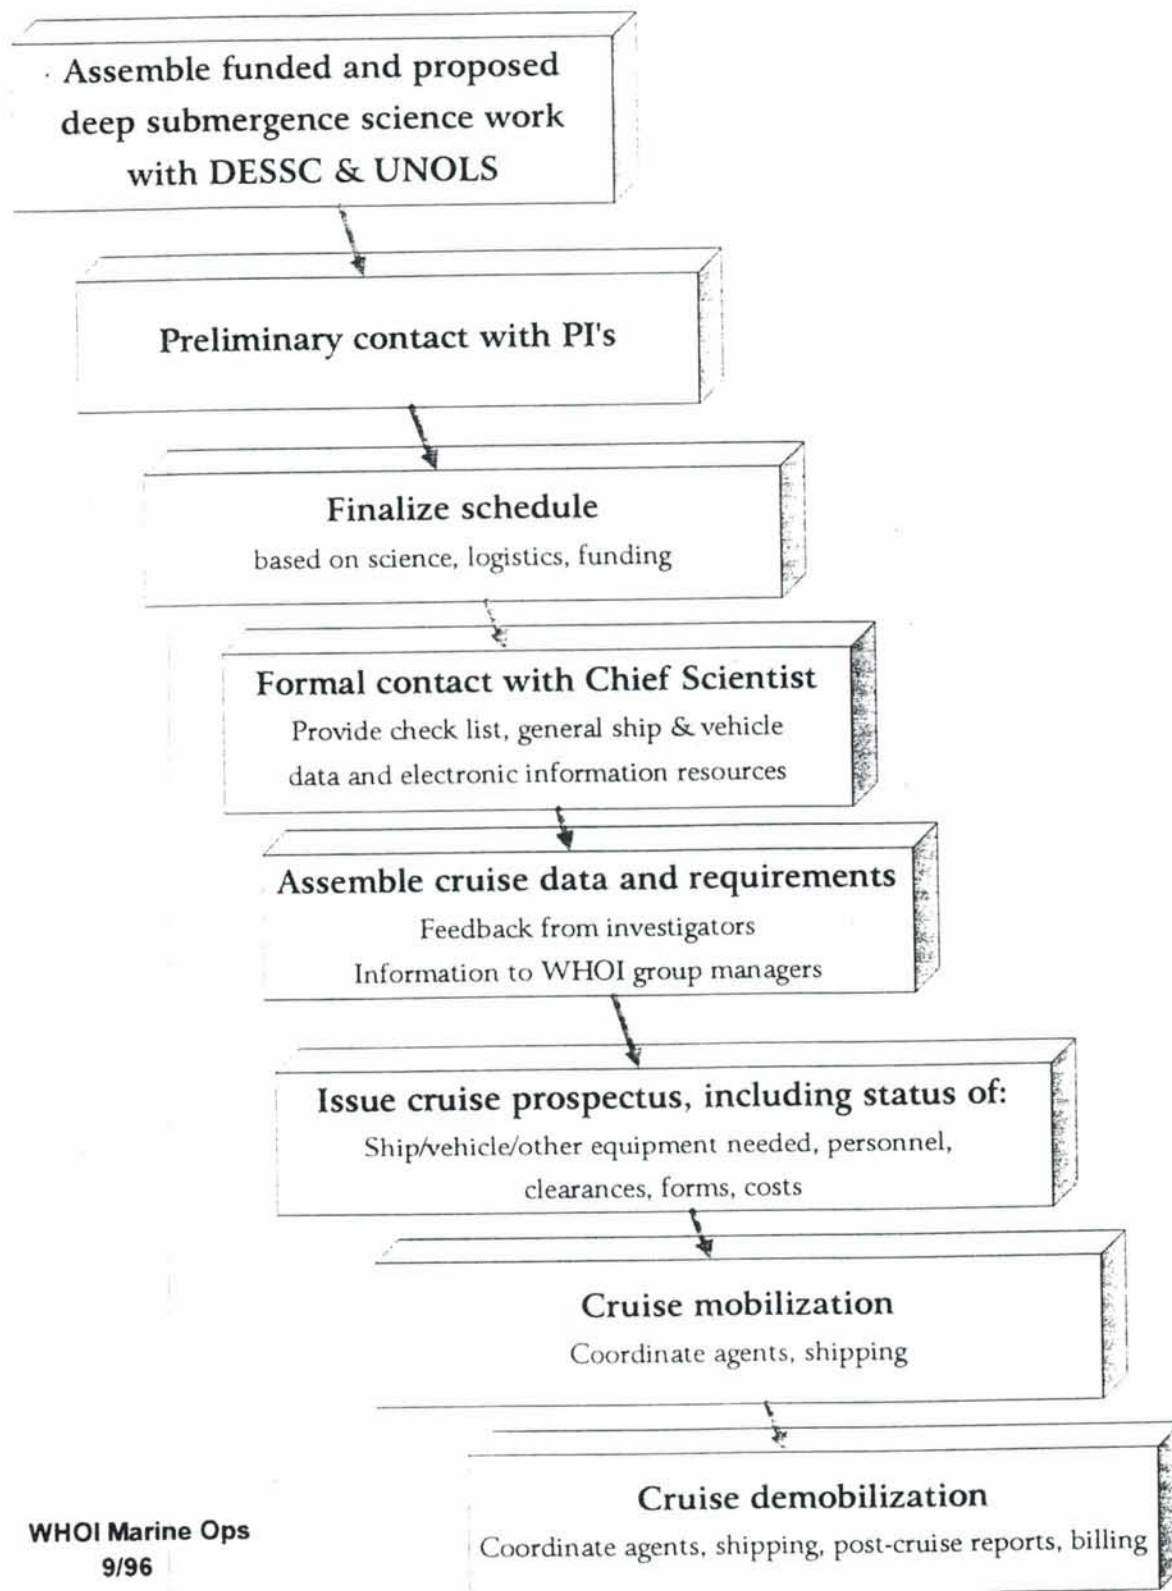 Assemble funded and proposed
deep submergence science work
with DESSC & UNOLS
Preliminary contact with PI's
Finalize schedule
based on science, logistics, funding
Formal contact with Chief Scientist
Provide check list, general ship & vehicle
data and electronic information resources
Assemble cruise data and requirements
Feedback from investigators
Information to WHOI group managers
Issue cruise prospectus, including status of:
Ship/vehicle/other equipment needed, personnel,
clearances, forms, costs
Cruise mobilization
Coordinate agents, shipping
Cruise demobilization
Coordinate agents, shipping, post-cruise reports, billing
WHOI Marine Ops
9/96